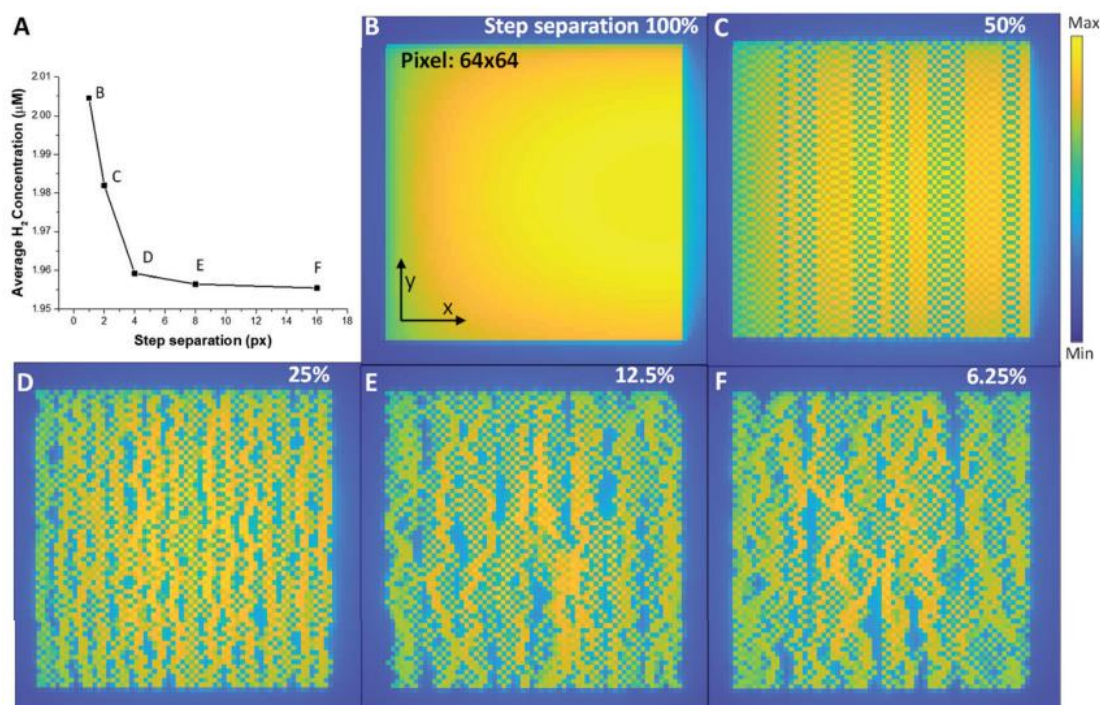 A
2.01
2.00
1.99
1.98
1.97
1.96
1.95
Average H2 Concentration (μM)
B
C
D
E
F
0 2 4 6 8 10 12 14 16 18
Step separation (px)
B
Step separation 100%
Pixel: 64x64
y
x
C
50%
Max
Min
D
25%
E
12.5%
F
6.25%